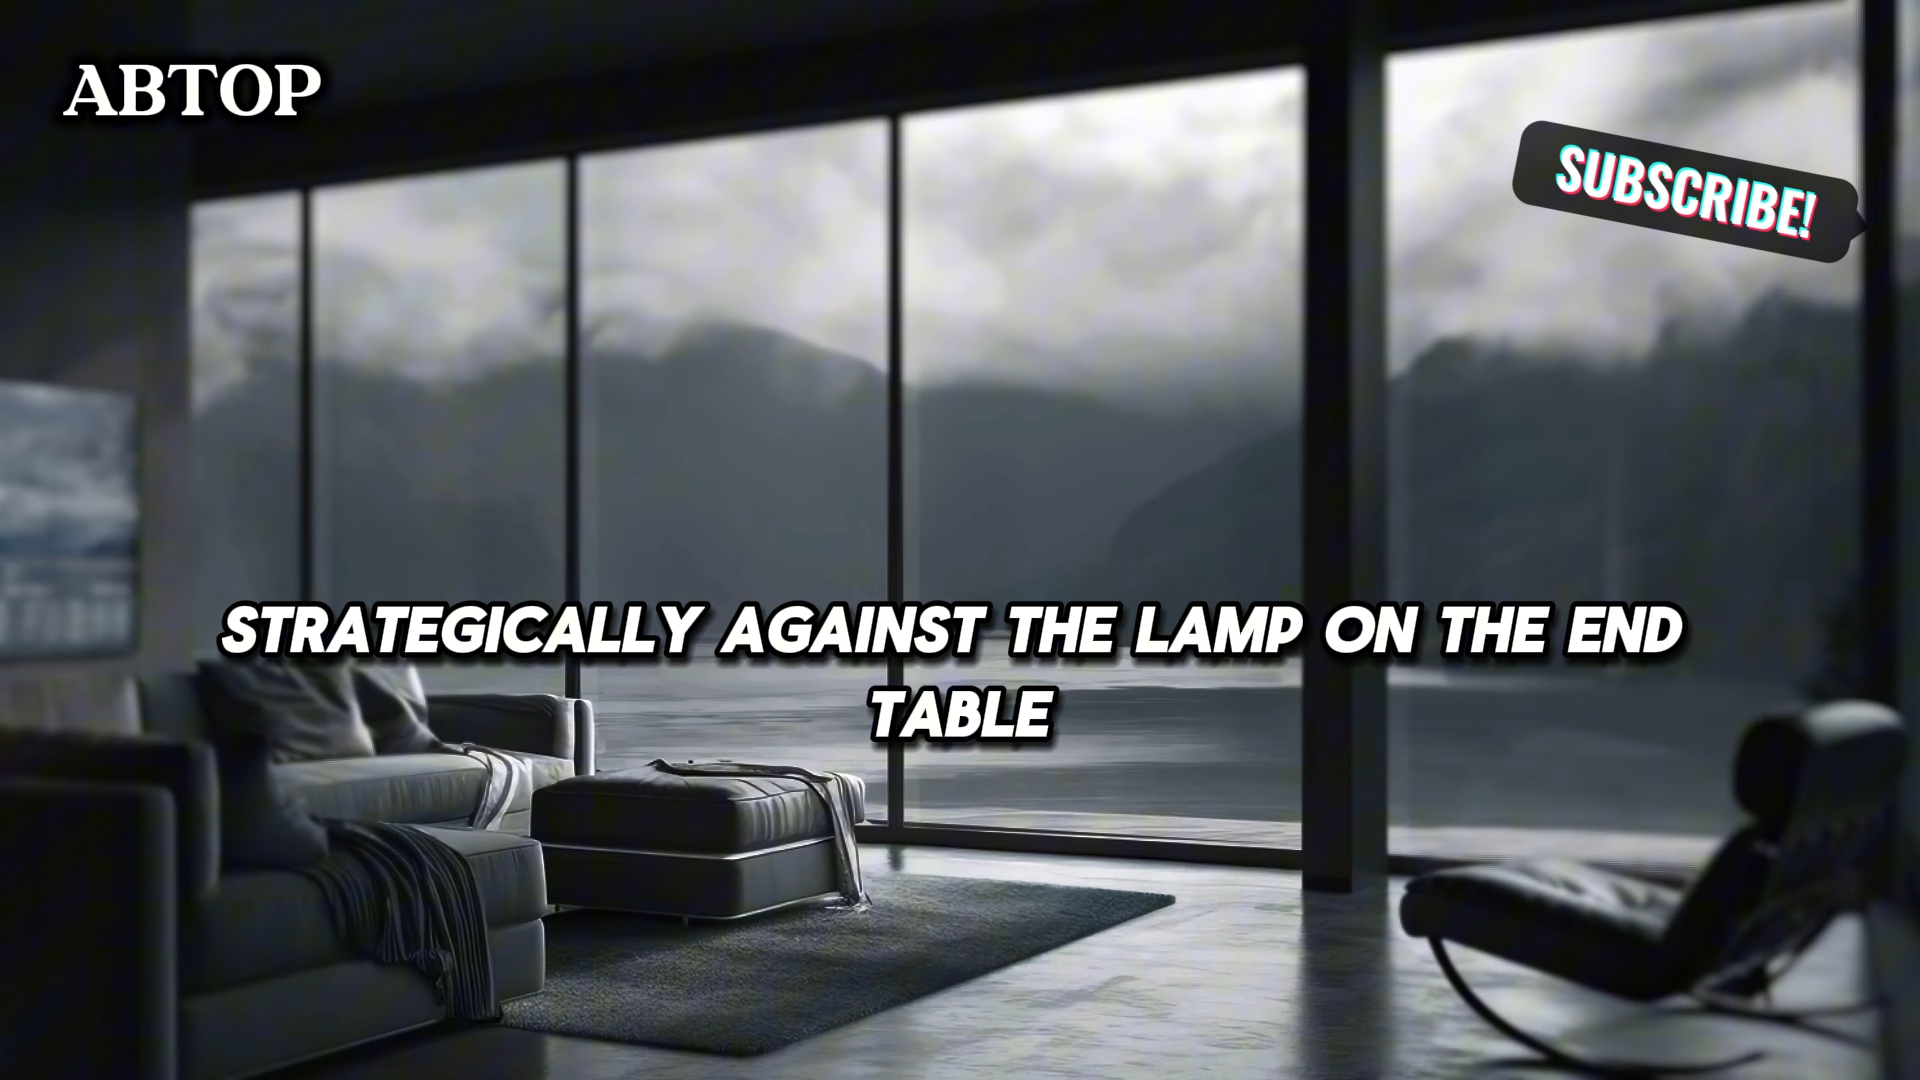 ABTOP
SUBSCRIBE!
STRATEGICALLY AGAINST THE LAMP ON THE END
TABLE